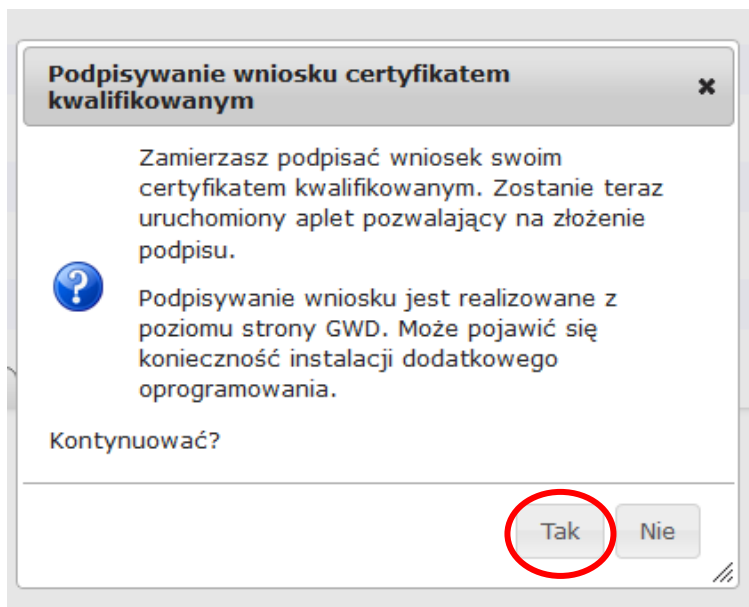 Podpisywanie wniosku certyfikatem
kwalifikowanym
Zamierzasz podpisać wniosek swoim
certyfikatem kwalifikowanym. Zostanie teraz
uruchomiony aplet pozwalający na złożenie
podpisu.
Podpisywanie wniosku jest realizowane z
poziomu strony GWD. Może pojawić się
konieczność instalacji dodatkowego
oprogramowania.
Kontynuować?
Tak Nie